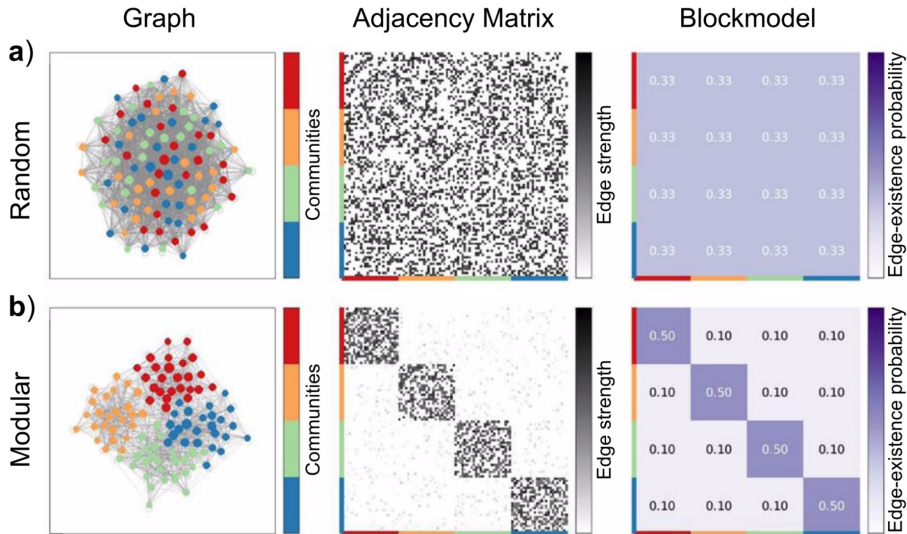 Graph Adjacency Matrix Blockmodel
a)
Random
Communities
Edge strength
0.33 0.33 0.33 0.33
0.33 0.33 0.33 0.33
0.33 0.33 0.33 0.33
0.33 0.33 0.33 0.33
Edge-existence probability
b)
Modular
Communities
Edge strength
0.50 0.10 0.10 0.10
0.10 0.50 0.10 0.10
0.10 0.10 0.50 0.10
0.10 0.10 0.10 0.50
Edge-existence probability